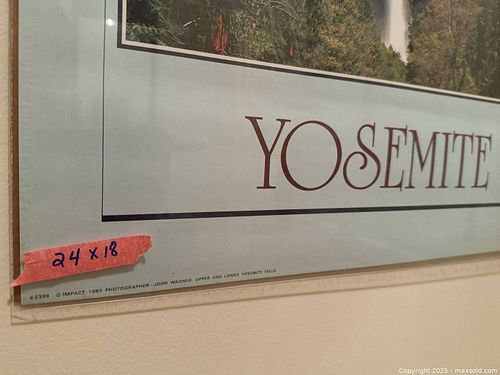 YOSEMITE
24 x 18
#2399 © IMPACT 1983 PHOTOGRAPHER–JOHN WAGNER, UPPER AND LOWER YOSEMITE FALLS
Copyright 2025 - maxsold.com